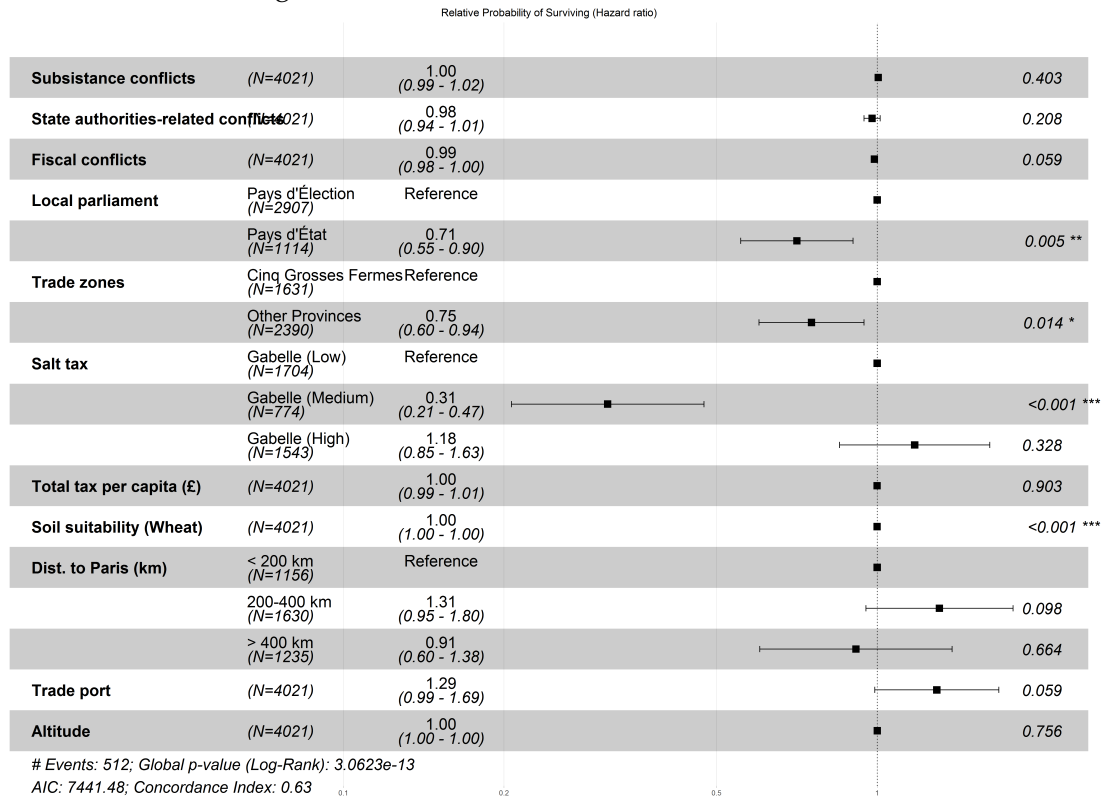 Relative Probability of Surviving (Hazard ratio)
Subsistance conflicts (N=4021) 1.00 (0.99 - 1.02) 0.403
State authorities-related conflicts (N=4021) 0.98 (0.94 - 1.01) 0.208
Fiscal conflicts (N=4021) 0.99 (0.98 - 1.00) 0.059
Local parliament Pays d'Élection (N=2907) Reference
Pays d'État (N=1114) 0.71 (0.55 - 0.90) 0.005 **
Trade zones Cinq Grosses Fermes (N=1631) Reference
Other Provinces (N=2390) 0.75 (0.60 - 0.94) 0.014 *
Salt tax Gabelle (Low) (N=1704) Reference
Gabelle (Medium) (N=774) 0.31 (0.21 - 0.47) <0.001 ***
Gabelle (High) (N=1543) 1.18 (0.85 - 1.63) 0.328
Total tax per capita (£) (N=4021) 1.00 (0.99 - 1.01) 0.903
Soil suitability (Wheat) (N=4021) 1.00 (1.00 - 1.00) <0.001 ***
Dist. to Paris (km) < 200 km (N=1156) Reference
200-400 km (N=1630) 1.31 (0.95 - 1.80) 0.098
> 400 km (N=1235) 0.91 (0.60 - 1.38) 0.664
Trade port (N=4021) 1.29 (0.99 - 1.69) 0.059
Altitude (N=4021) 1.00 (1.00 - 1.00) 0.756
# Events: 512; Global p-value (Log-Rank): 3.0623e-13
AIC: 7441.48; Concordance Index: 0.63
0.1 0.2 0.5 1